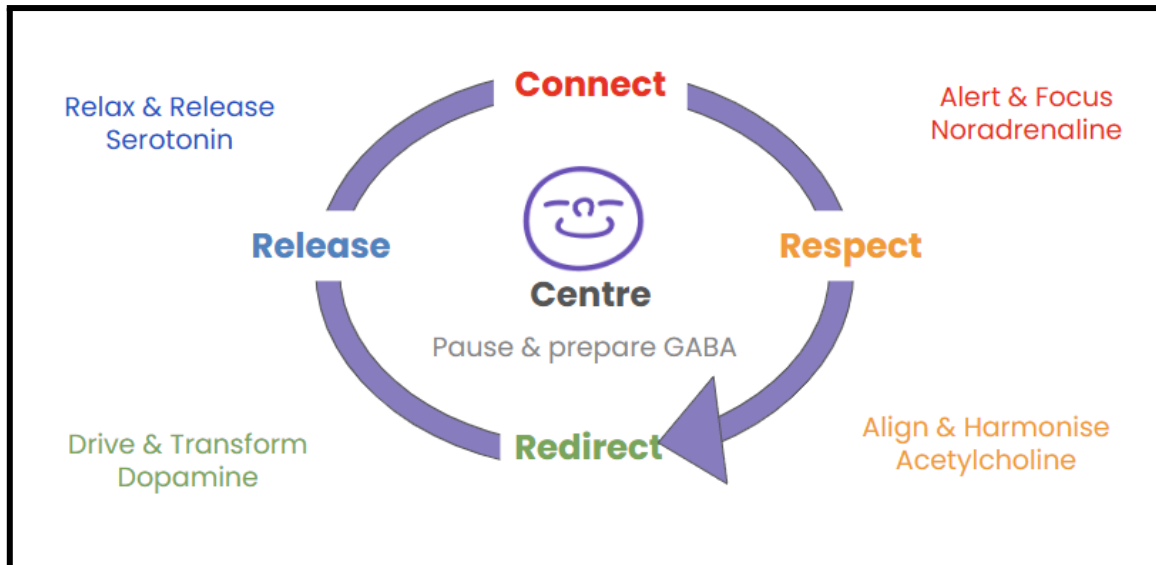 Connect
Relax & Release
Serotonin
Alert & Focus
Noradrenaline
Release
Respect
Centre
Pause & prepare GABA
Redirect
Drive & Transform
Dopamine
Align & Harmonise
Acetylcholine